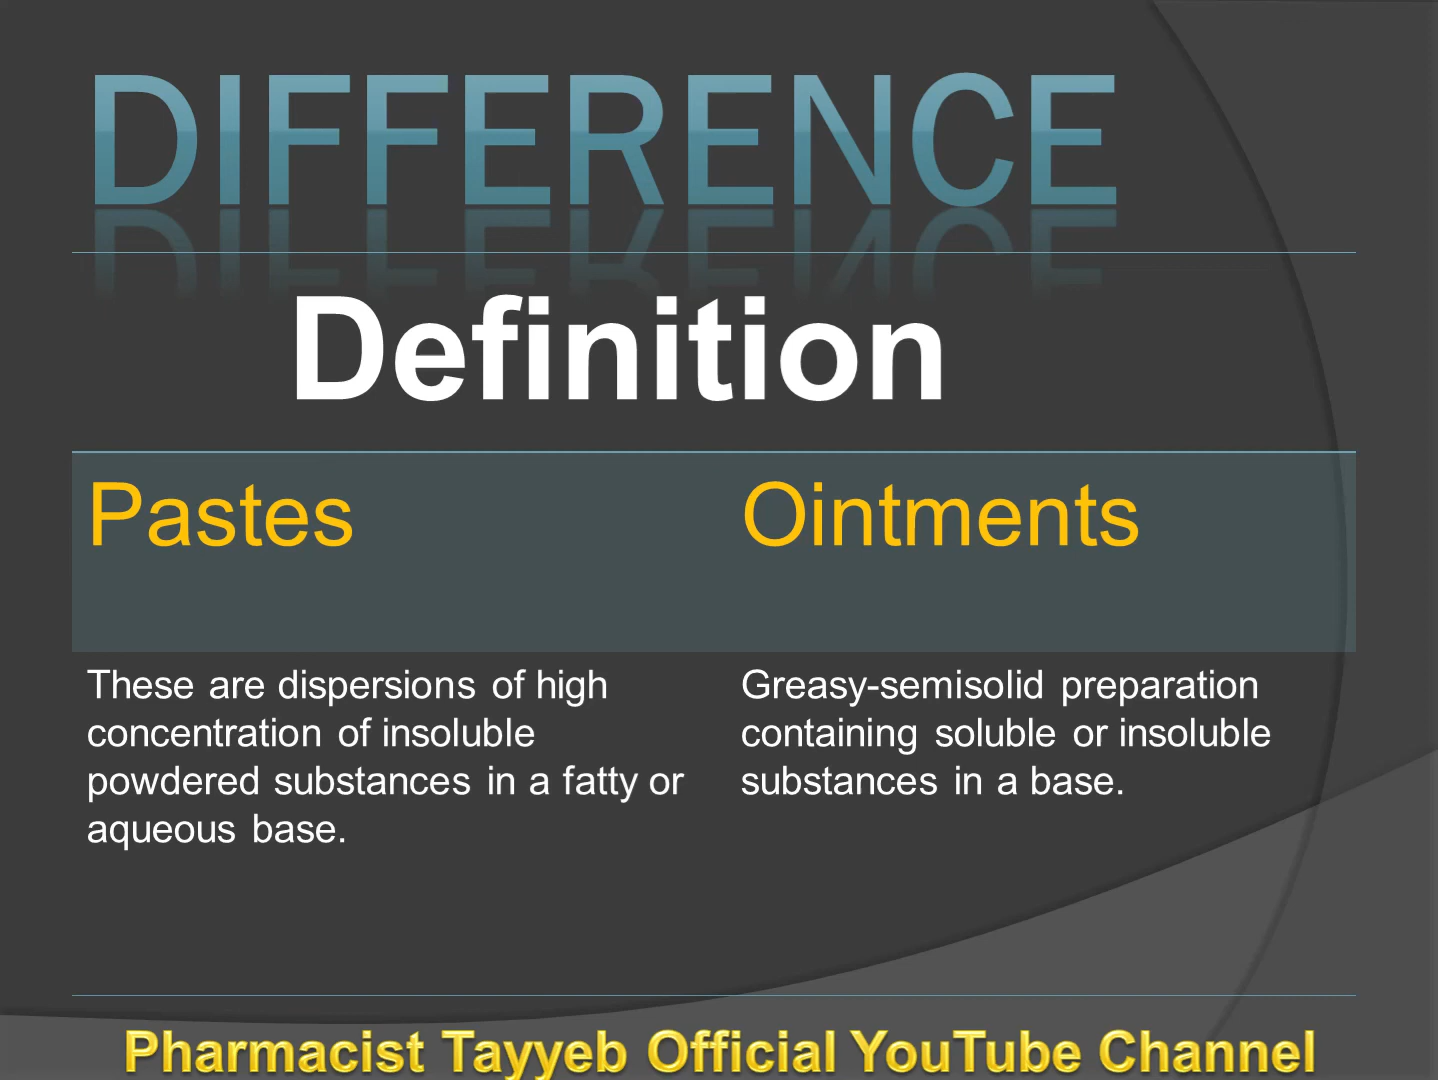 DIFFERENCE
Definition
Pastes
Ointments
These are dispersions of high
concentration of insoluble
powdered substances in a fatty or
aqueous base.
Greasy-semisolid preparation
containing soluble or insoluble
substances in a base.
Pharmacist Tayyeb Official YouTube Channel